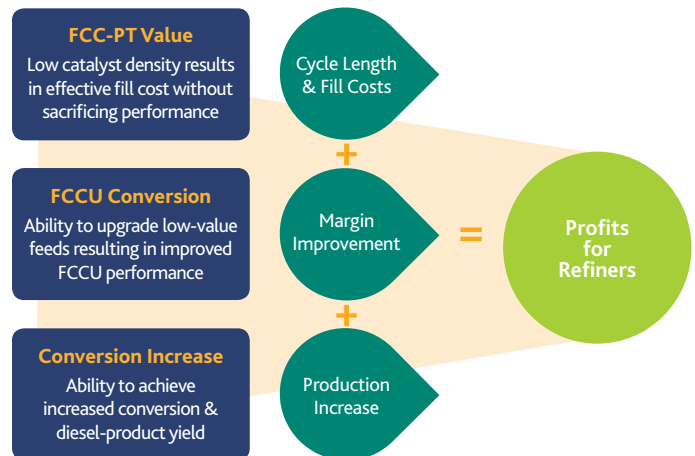 FCC-PT Value
Low catalyst density results
in effective fill cost without
sacrificing performance
Cycle Length
& Fill Costs
+
FCCU Conversion
Ability to upgrade low-value
feeds resulting in improved
FCCU performance
Margin
Improvement
=
Profits
for
Refiners
+
Conversion Increase
Ability to achieve
increased conversion &
diesel-product yield
Production
Increase